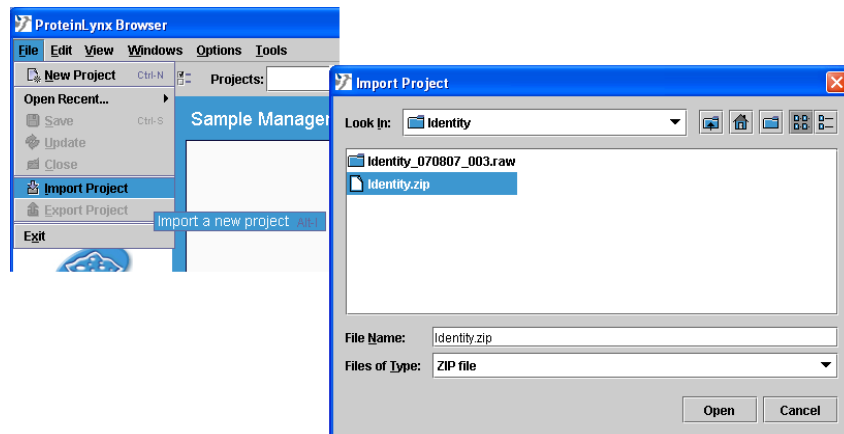 ProteinLynx Browser
File Edit View Windows Options Tools
New Project Ctrl-N
Projects:
Open Recent...
Save Ctrl-S
Sample Manager
Update
Close
Import Project
Export Project
Import a new project Alt-I
Exit
Import Project
Look In: Identity
Identity_070807_003.raw
Identity.zip
File Name: Identity.zip
Files of Type: ZIP file
Open Cancel